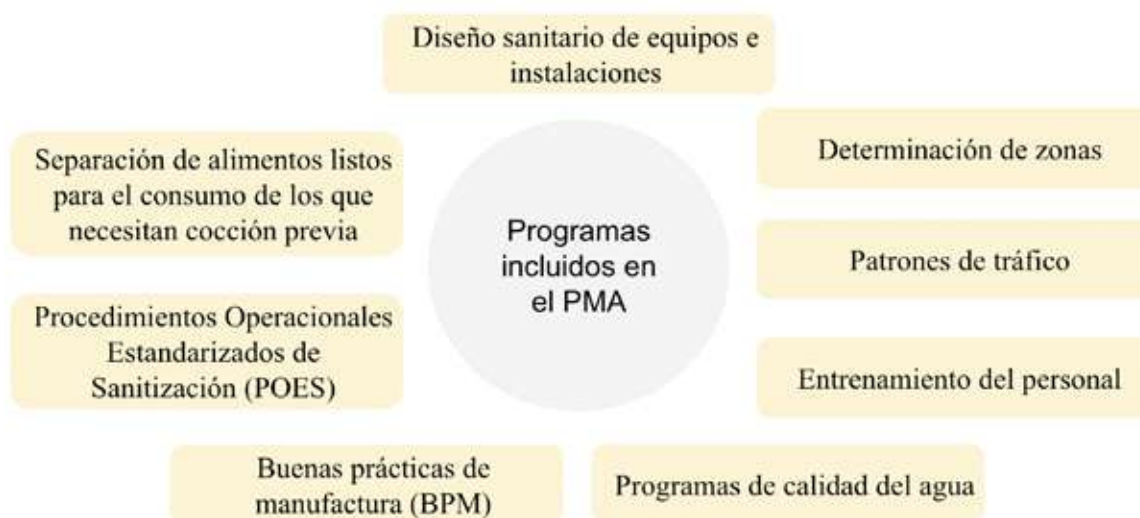 Diseño sanitario de equipos e
instalaciones
Separación de alimentos listos
para el consumo de los que
necesitan cocción previa
Determinación de zonas
Programas
incluidos en
el PMA
Patrones de tráfico
Procedimientos Operacionales
Estandarizados de
Sanitización (POES)
Entrenamiento del personal
Buenas prácticas de
manufactura (BPM)
Programas de calidad del agua